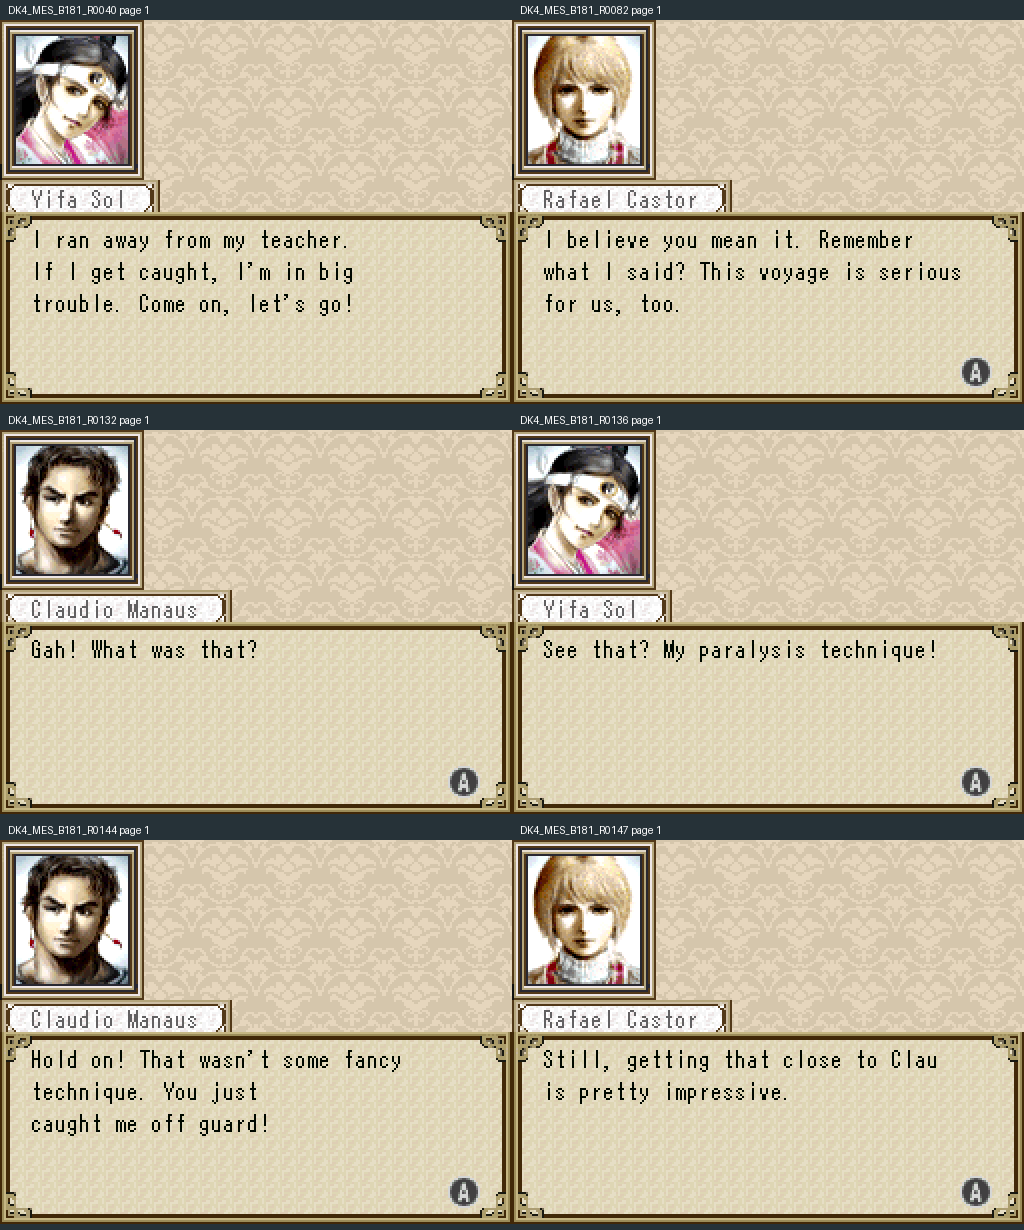 DK4_MES_B181_R0040 page 1
Yifa Sol
I ran away from my teacher.
If I get caught, I'm in big
trouble. Come on, let's go!
DK4_MES_B181_R0082 page 1
Rafael Castor
I believe you mean it. Remember
what I said? This voyage is serious
for us, too.
A
DK4_MES_B181_R0132 page 1
Claudio Manaus
Gah! What was that?
A
DK4_MES_B181_R0136 page 1
Yifa Sol
See that? My paralysis technique!
A
DK4_MES_B181_R0144 page 1
Claudio Manaus
Hold on! That wasn't some fancy
technique. You just
caught me off guard!
A
DK4_MES_B181_R0147 page 1
Rafael Castor
Still, getting that close to Clau
is pretty impressive.
A